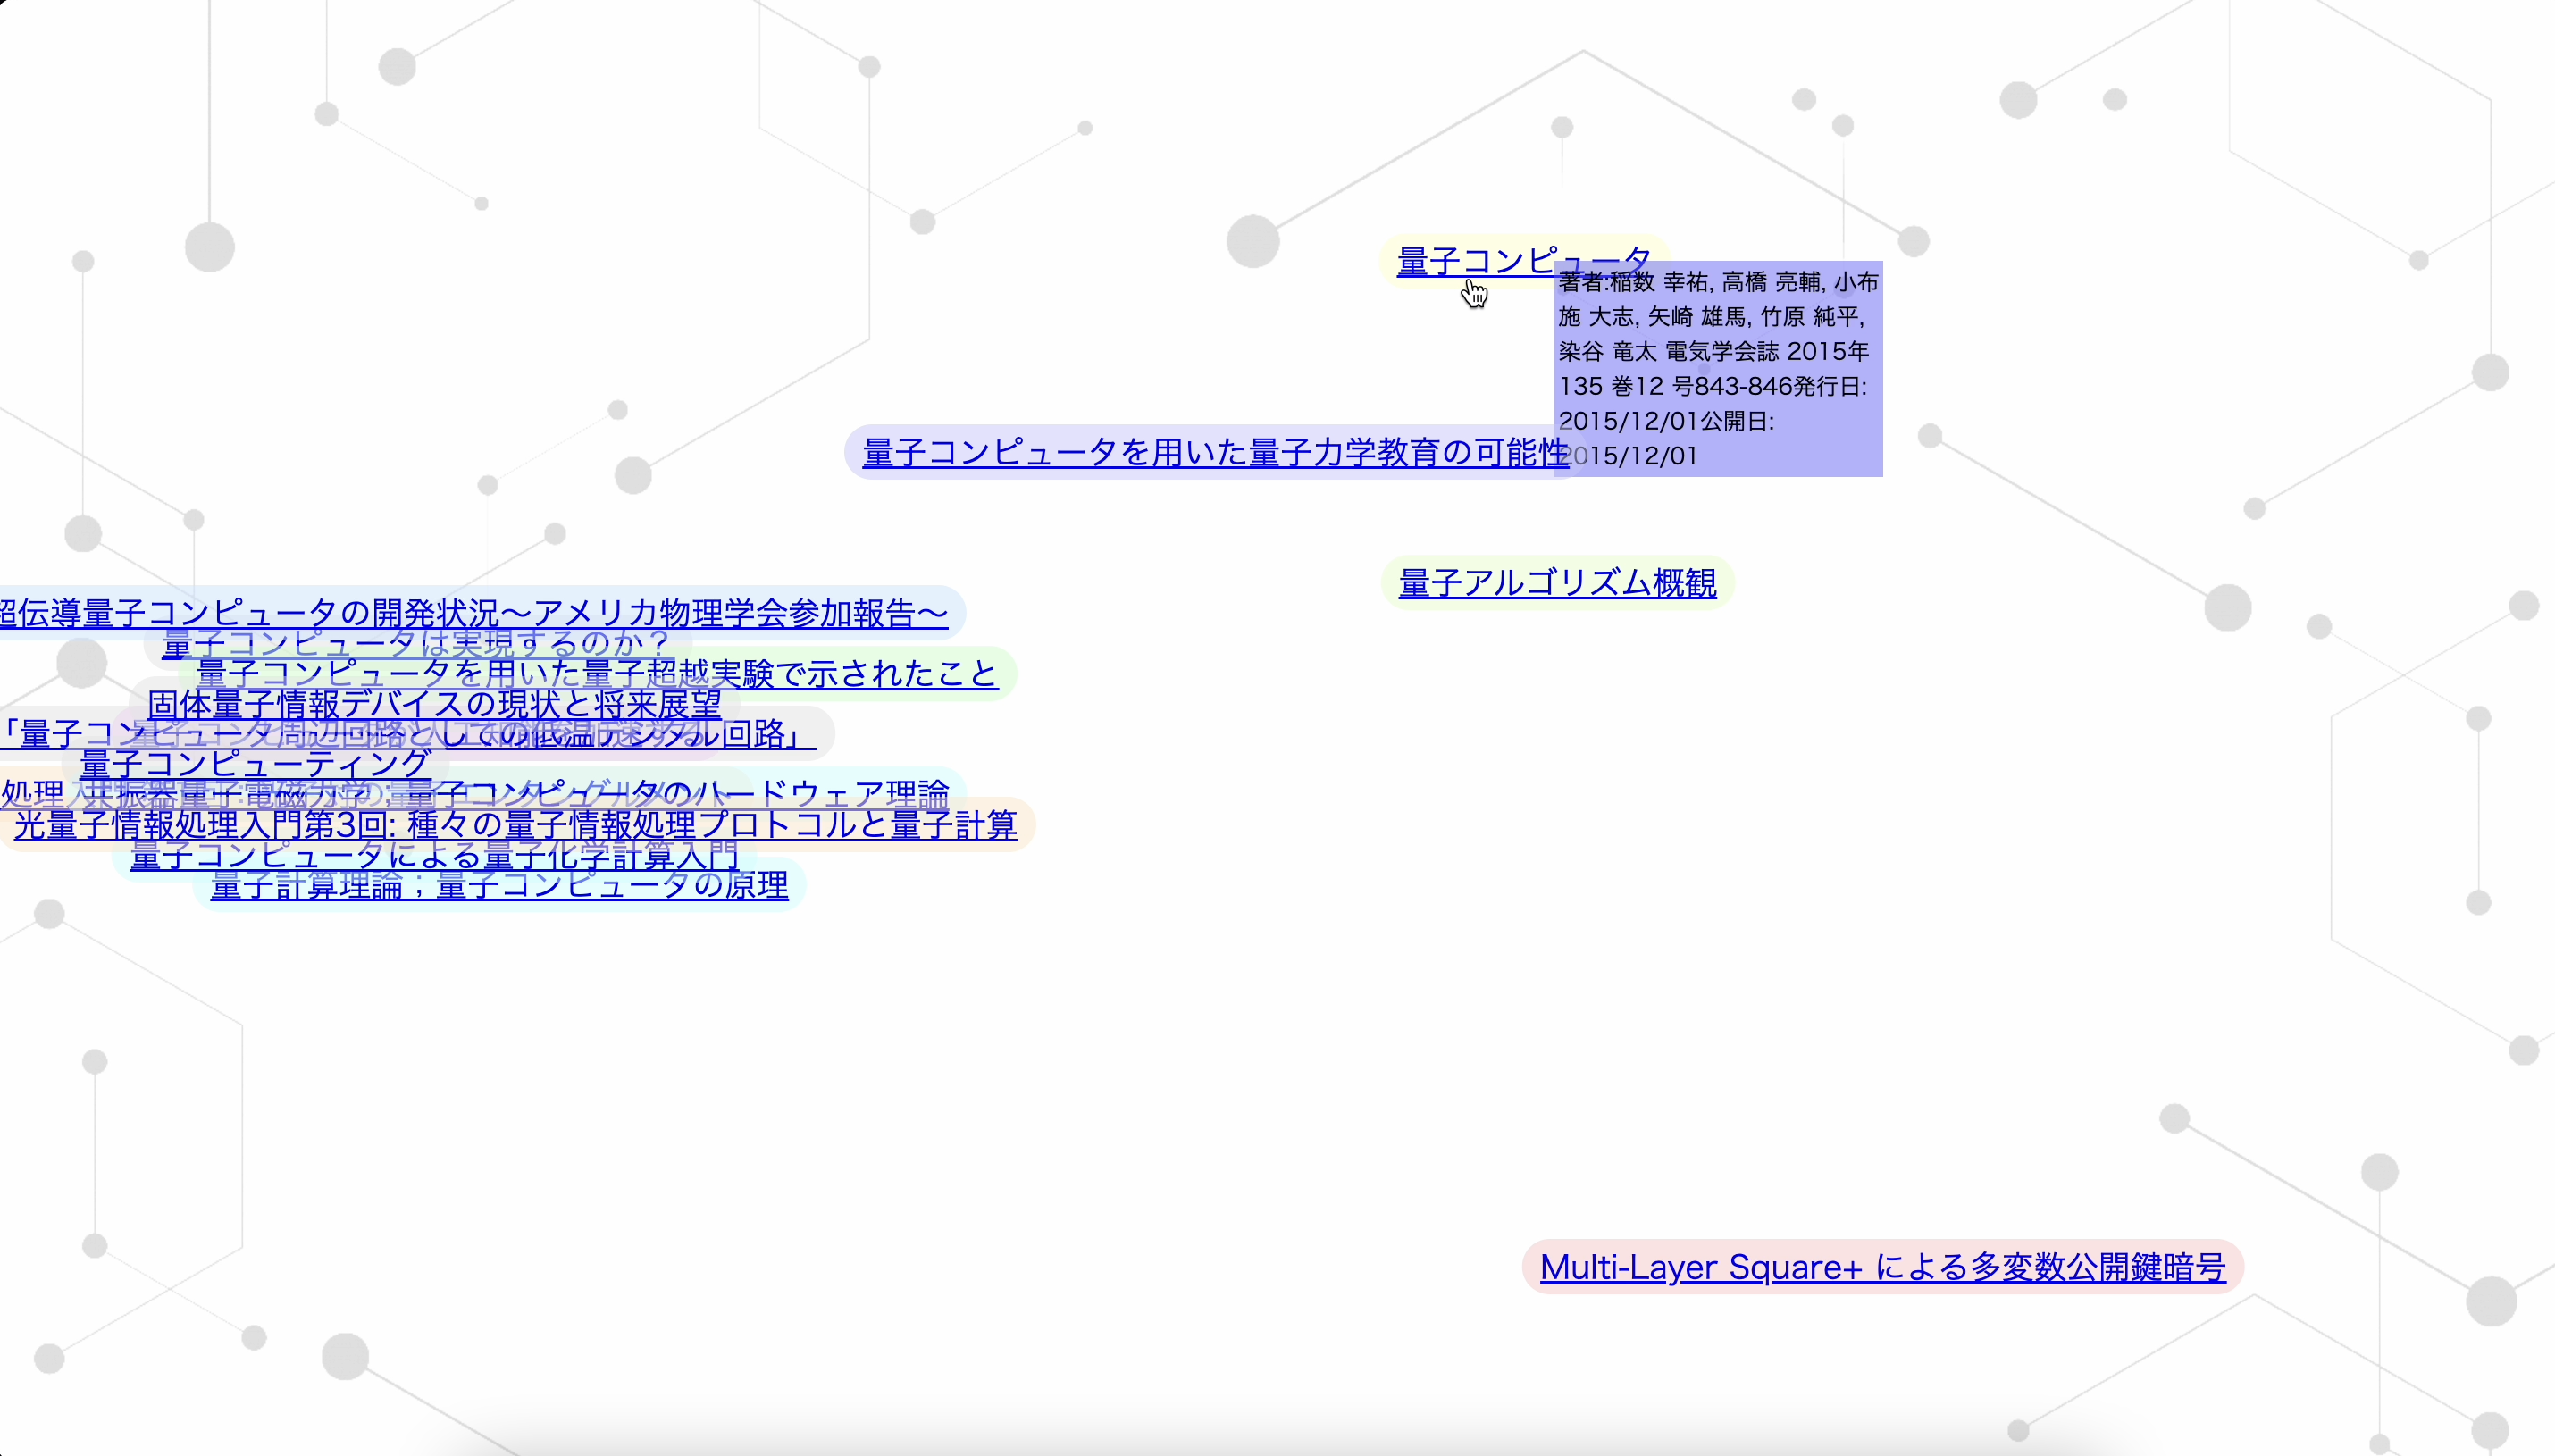 量子コンピュータ
著者:稲数 幸祐, 高橋 亮輔, 小布
施 大志, 矢崎 雄馬, 竹原 純平,
染谷 竜太 電気学会誌 2015年
135 巻12 号843-846発行日:
2015/12/01公開日:
2015/12/01
量子コンピュータを用いた量子力学教育の可能性
量子アルゴリズム概観
超伝導量子コンピュータの開発状況〜アメリカ物理学会参加報告〜
量子コンピュータは実現するのか？
量子コンピュータを用いた量子超越実験で示されたこと
固体量子情報デバイスの現状と将来展望
「量子コンピュータ周辺回路としての低温デジタル回路」
量子コンピューティング
処理入 共振器量子電磁力学；量子コンピュータのハードウェア理論
光量子情報処理入門第3回: 種々の量子情報処理プロトコルと量子計算
量子コンピュータによる量子化学計算入門
量子計算理論；量子コンピュータの原理
Multi-Layer Square+ による多変数公開鍵暗号